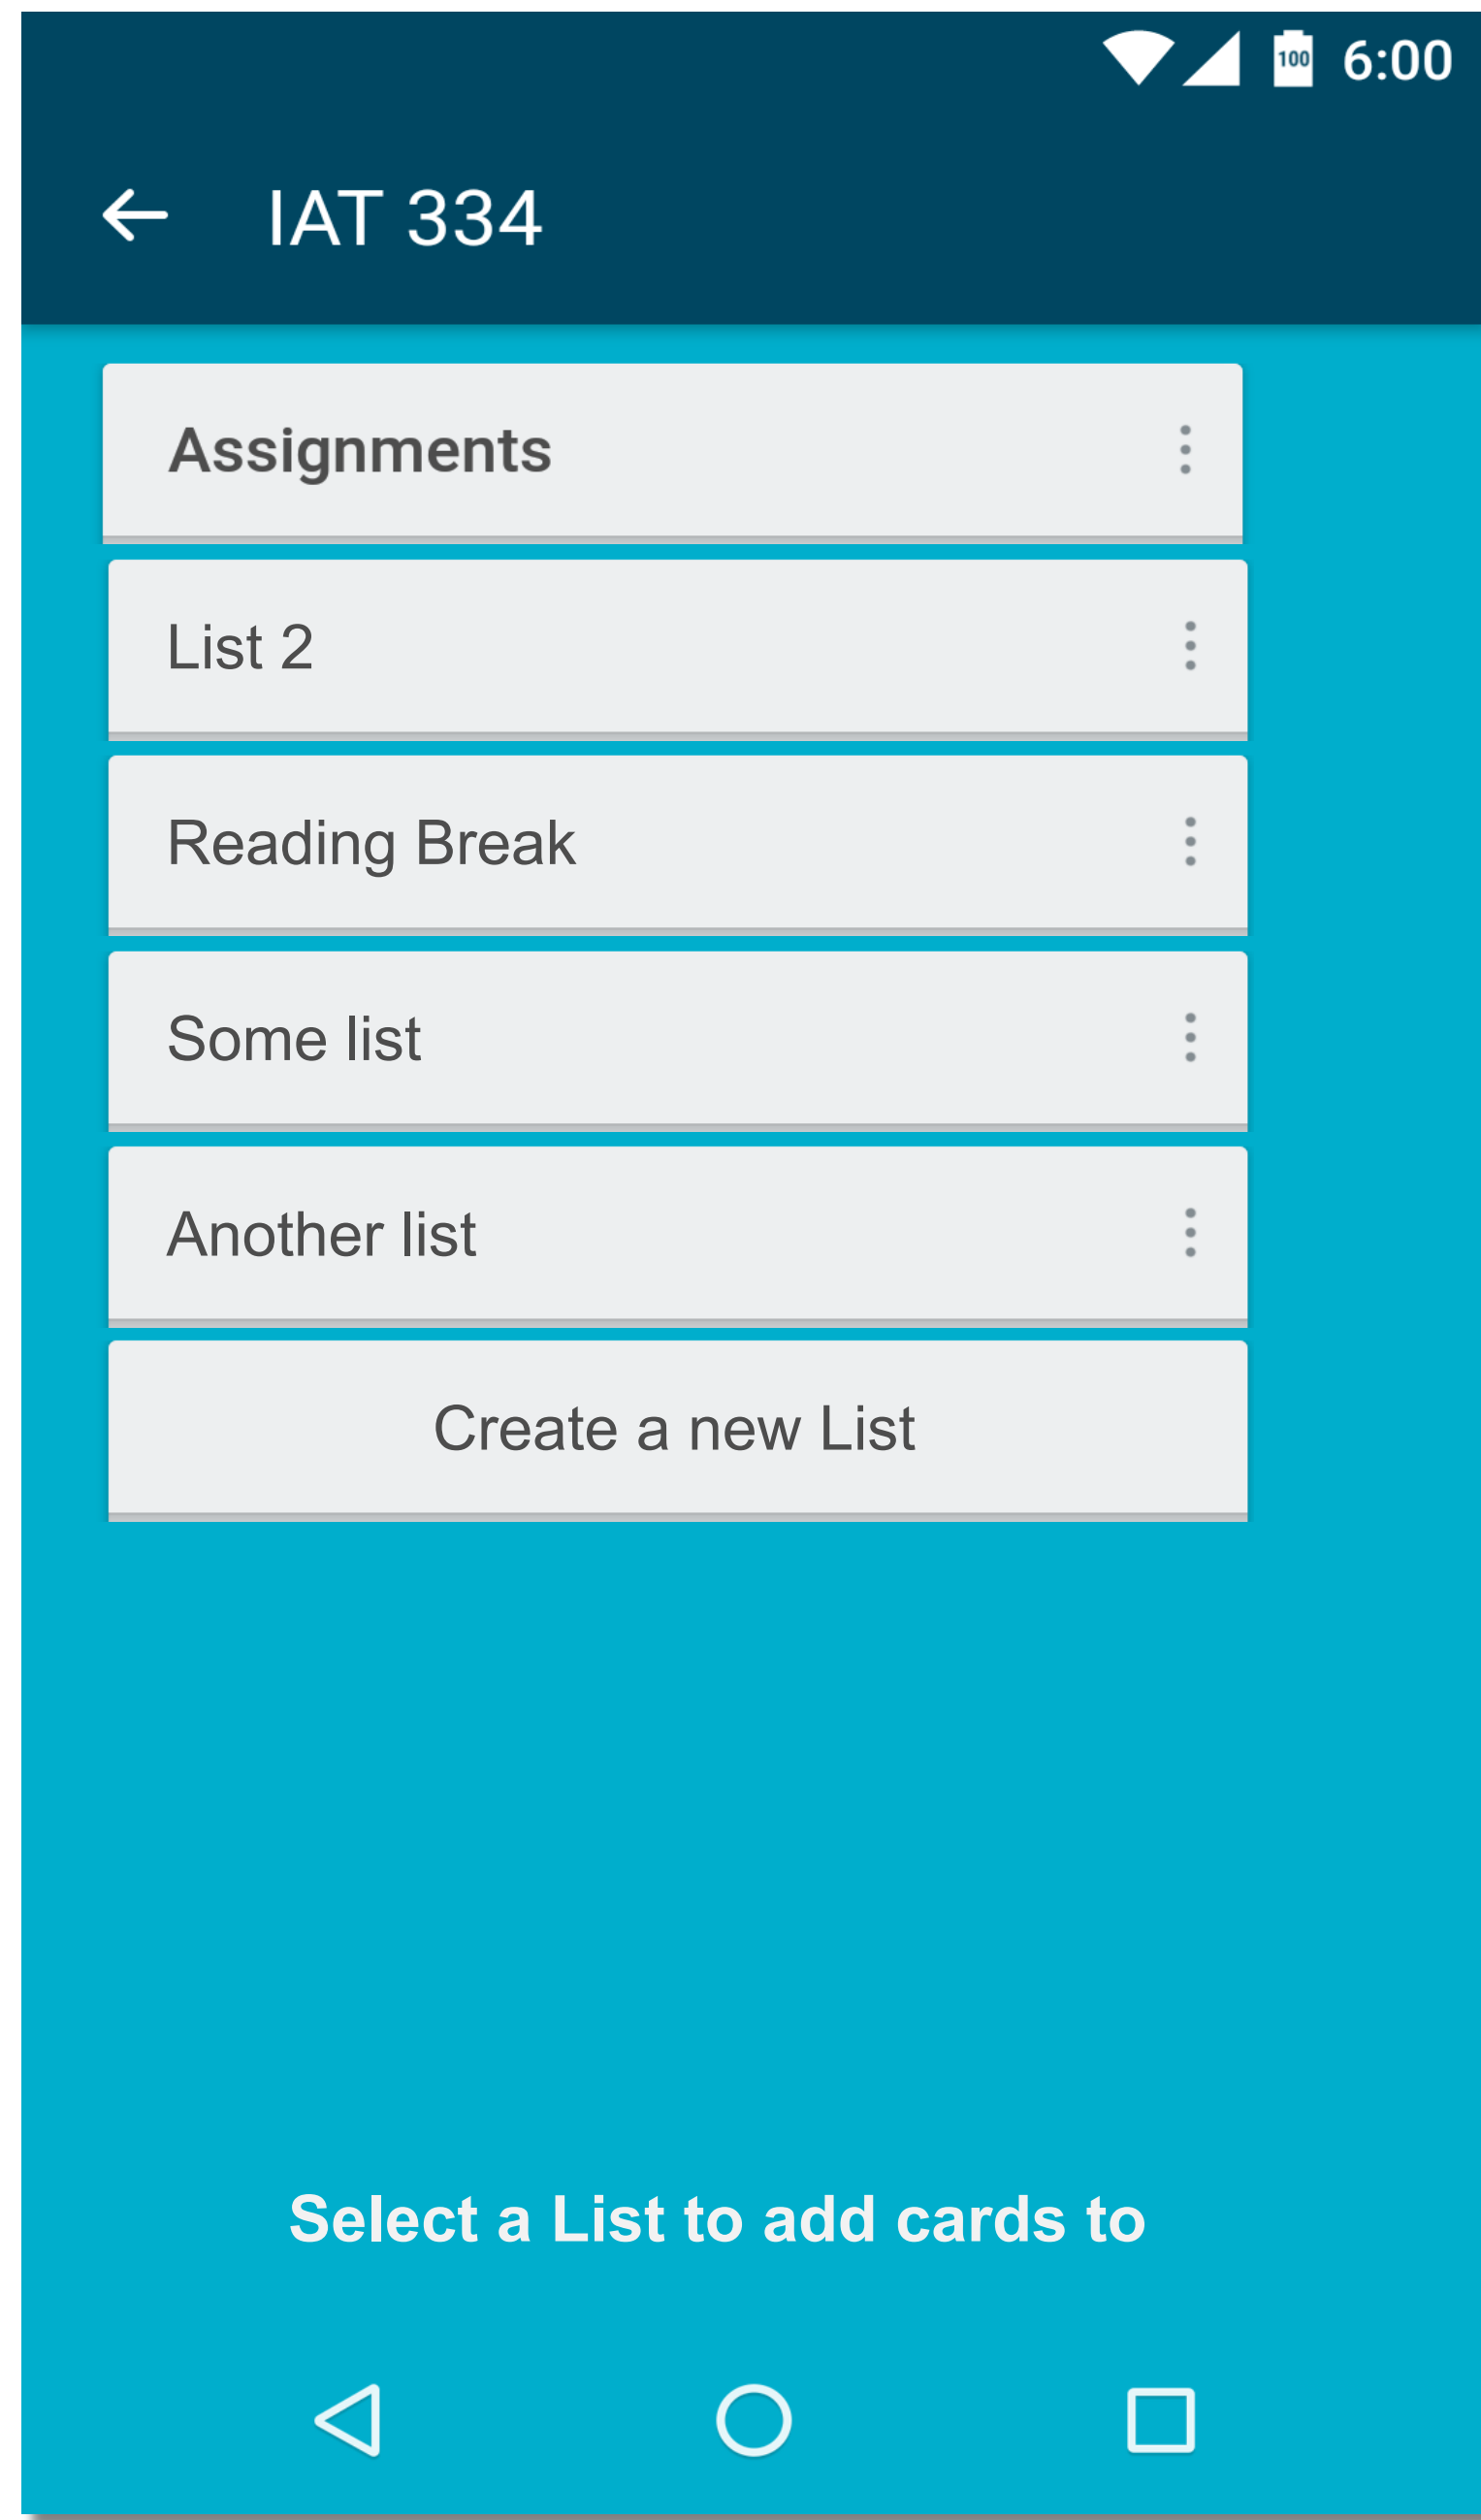 100 6:00
IAT 334
Assignments
List 2
Reading Break
Some list
Another list
Create a new List
Select a List to add cards to